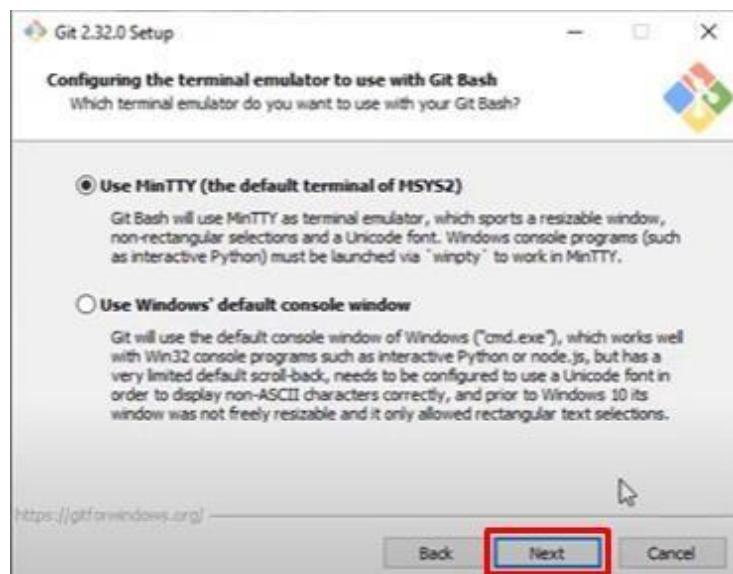 Git 2.32.0 Setup
Configuring the terminal emulator to use with Git Bash
Which terminal emulator do you want to use with your Git Bash?
Use MinTTY (the default terminal of MSYS2)
Git Bash will use MinTTY as terminal emulator, which sports a resizable window,
non-rectangular selections and a Unicode font. Windows console programs (such
as interactive Python) must be launched via `winpty` to work in MinTTY.
Use Windows' default console window
Git will use the default console window of Windows ("cmd.exe"), which works well
with Win32 console programs such as interactive Python or node.js, but has a
very limited default scroll-back, needs to be configured to use a Unicode font in
order to display non-ASCII characters correctly, and prior to Windows 10 its
window was not freely resizable and it only allowed rectangular text selections.
https://gitforwindows.org/
Back Next Cancel